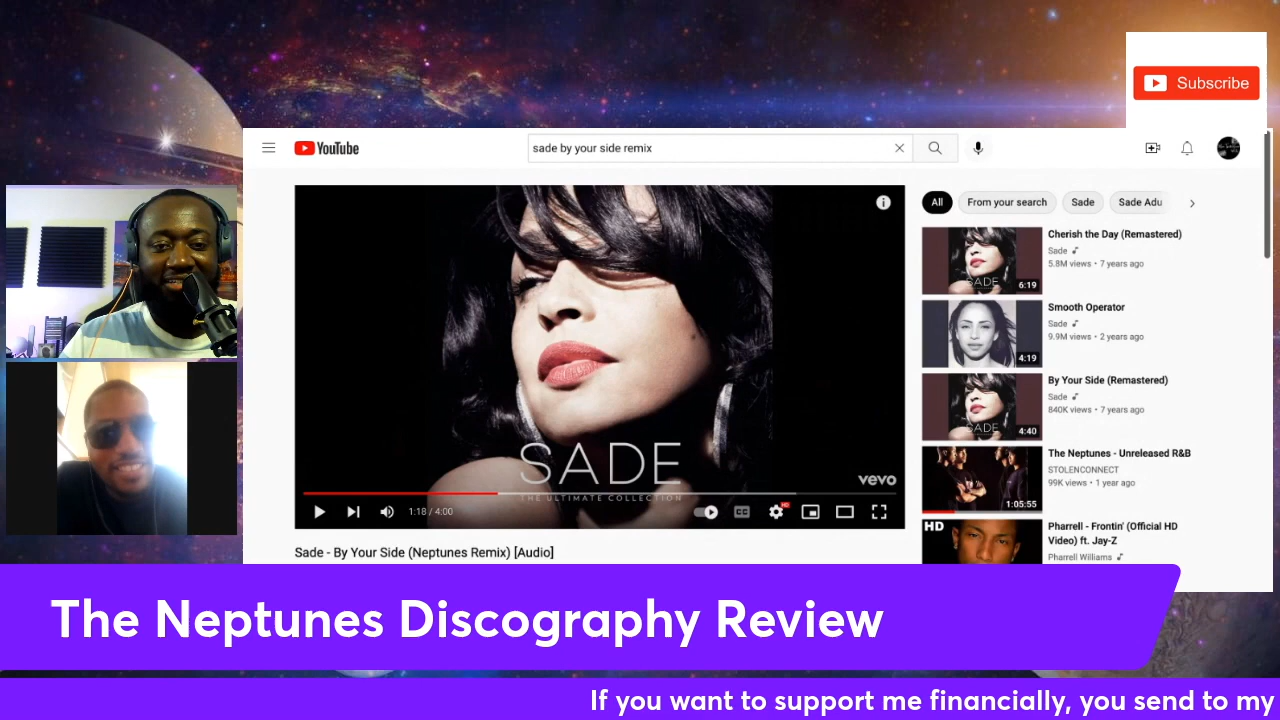 Subscribe
YouTube
sade by your side remix
All
From your search
Sade
Sade Adu
SADE
THE ULTIMATE COLLECTION
vevo
1:18 / 4:00
CC
HD
Sade - By Your Side (Neptunes Remix) [Audio]
SADE
6:19
Cherish the Day (Remastered)
Sade
5.8M views • 7 years ago
4:19
Smooth Operator
Sade
9.9M views • 2 years ago
SADE
4:40
By Your Side (Remastered)
Sade
840K views • 7 years ago
1:05:55
The Neptunes - Unreleased R&B
STOLENCONNECT
99K views • 1 year ago
HD
Pharrell - Frontin' (Official HD
Video) ft. Jay-Z
Pharrell Williams
The Neptunes Discography Review
If you want to support me financially, you send to my